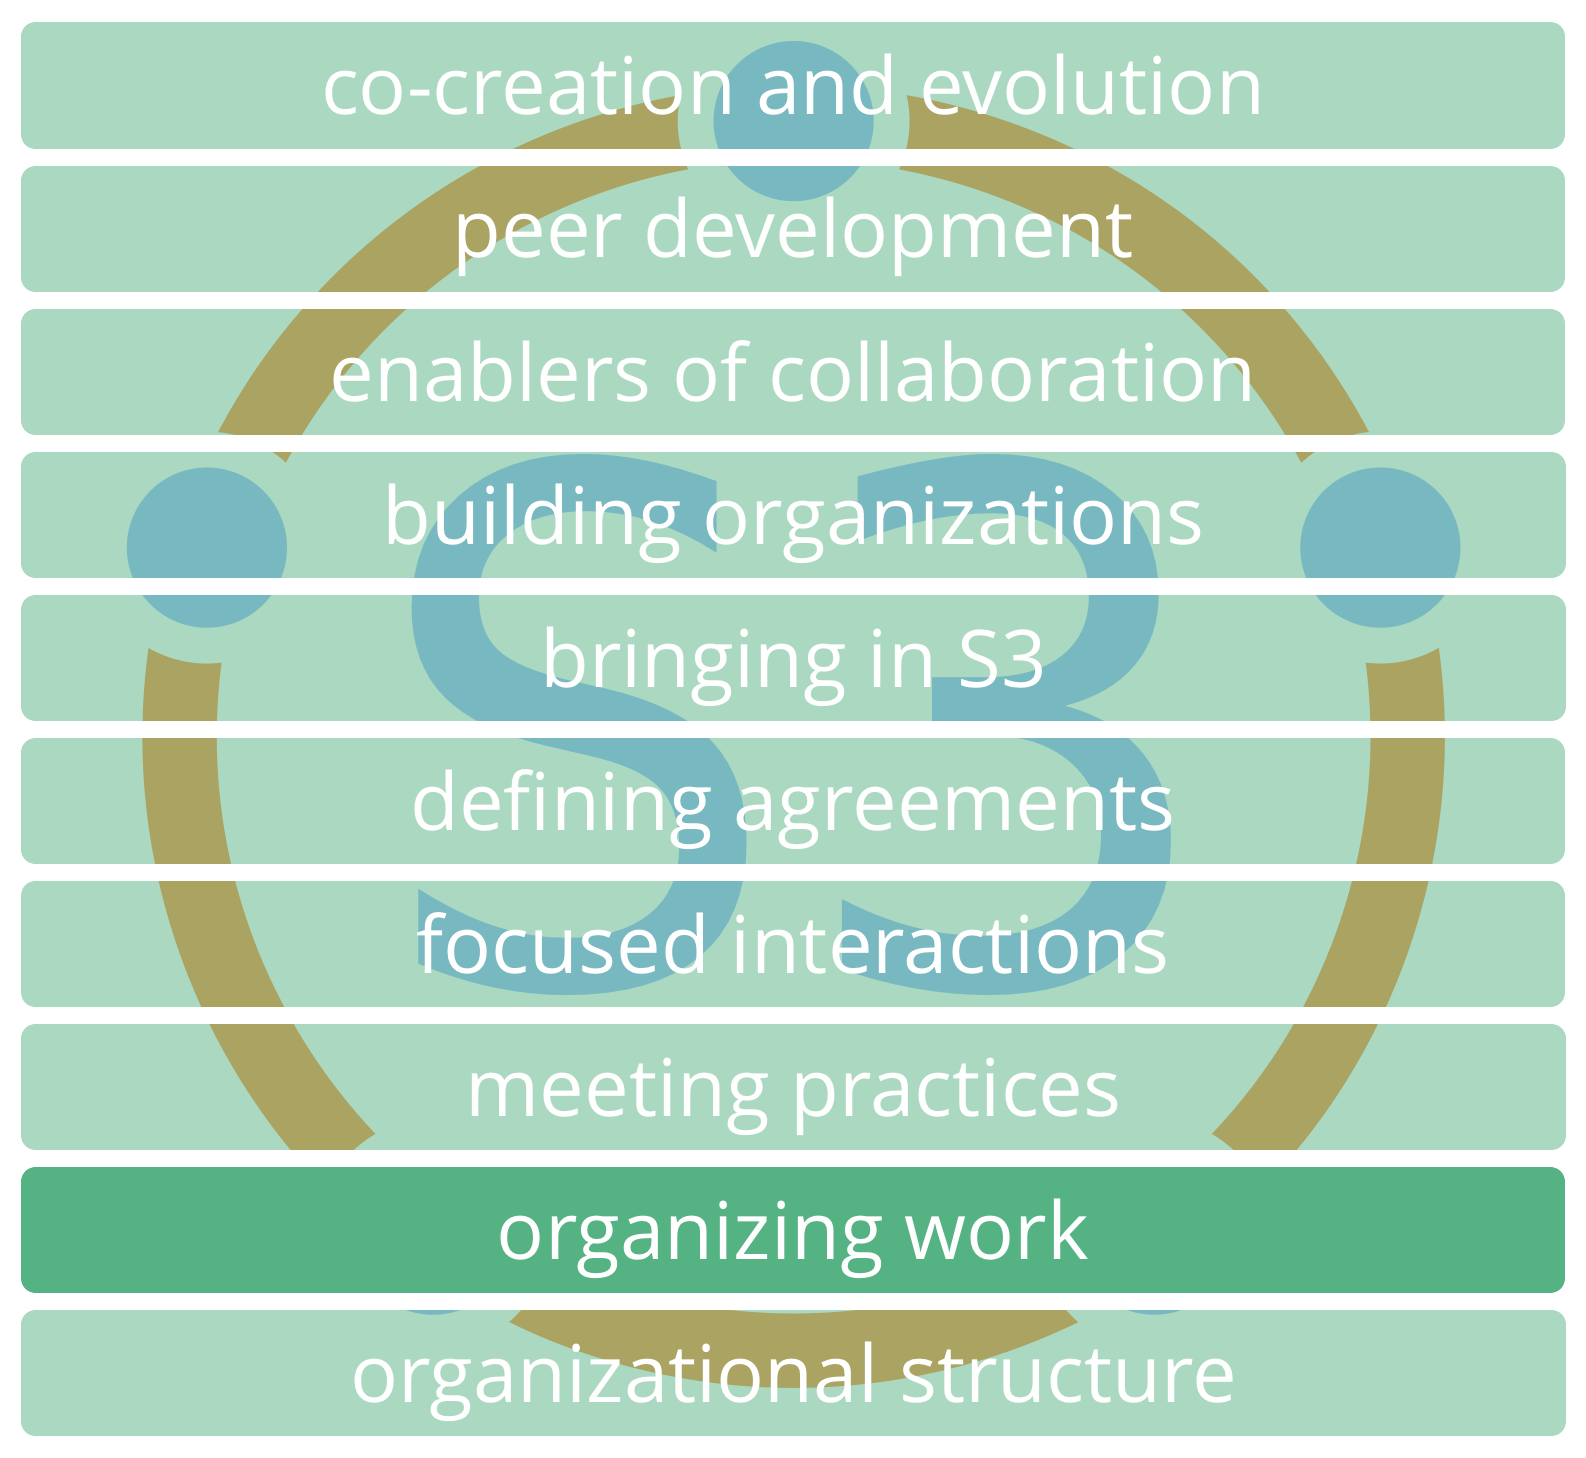 co-creation and evolution
peer development
enablers of collaboration
building organizations
S3
bringing in S3
defining agreements
focused interactions
meeting practices
organizing work
organizational structure